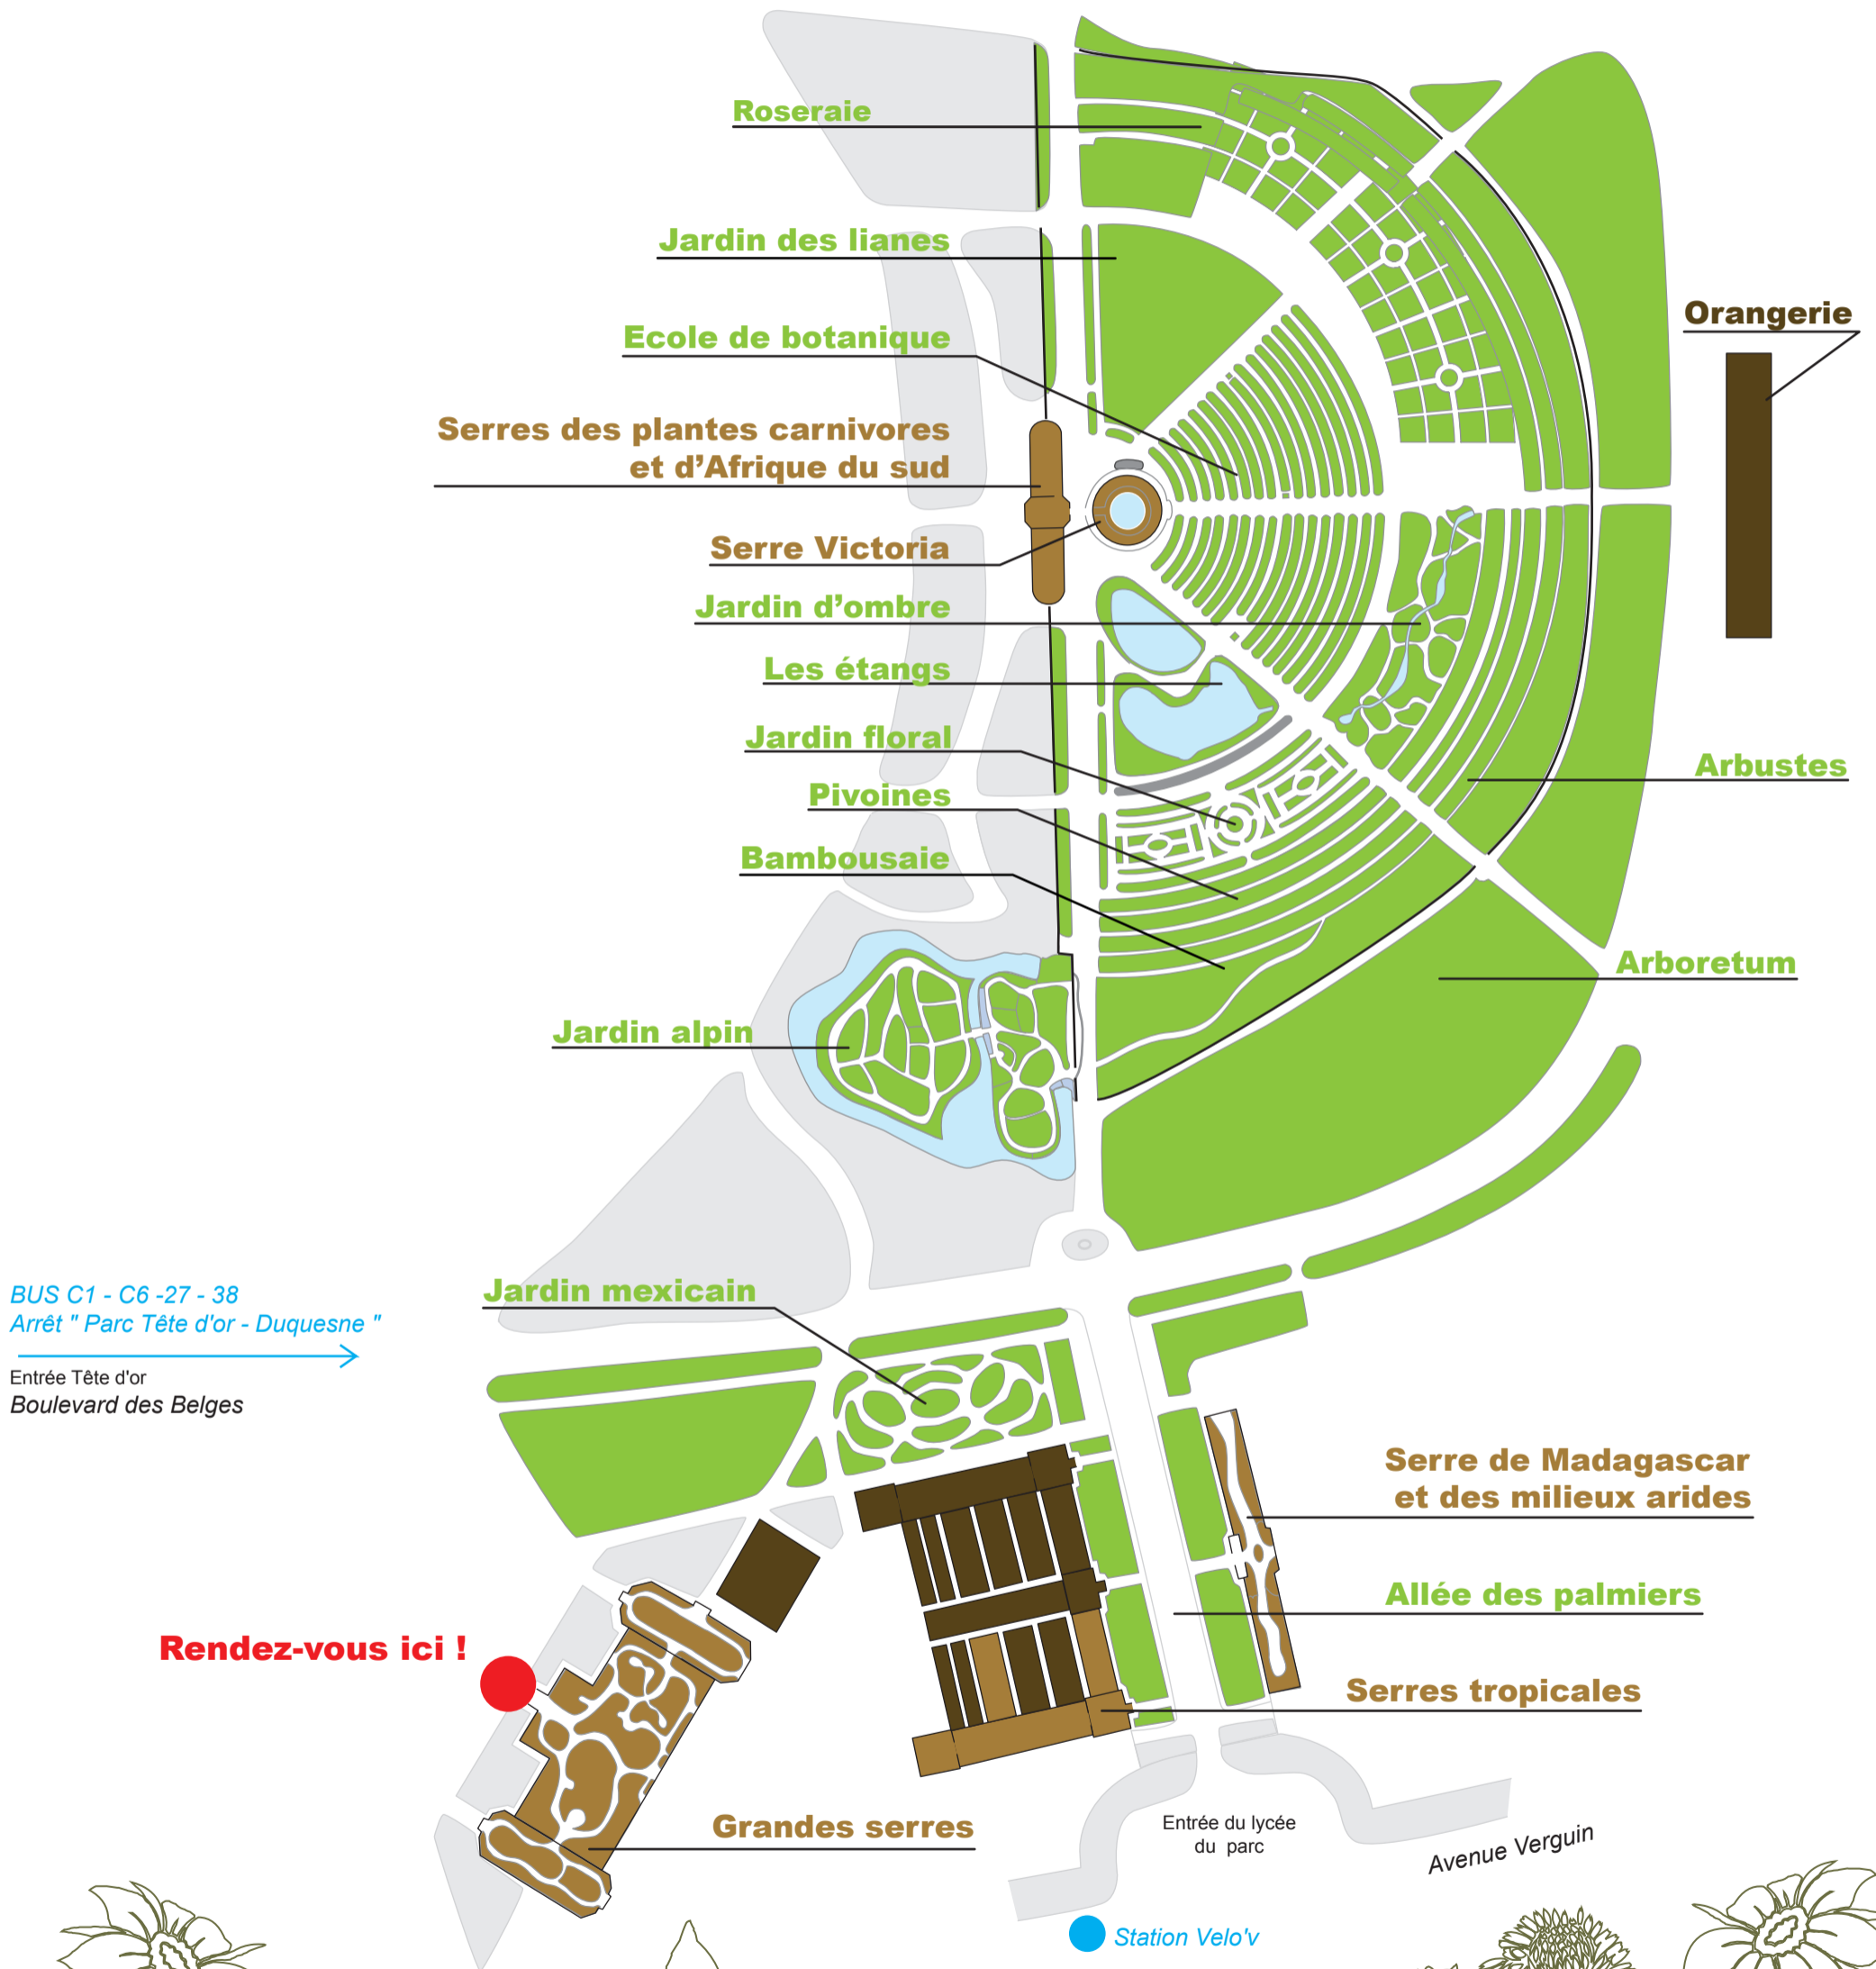 Roseraie
Jardin des lianes
Orangerie
Ecole de botanique
Serres des plantes carnivores
et d’Afrique du sud
Serre Victoria
Jardin d’ombre
Les étangs
Jardin floral
Arbustes
Pivoines
Bambousaie
Arboretum
Jardin alpin
BUS C1 - C6 -27 - 38
Arrêt " Parc Tête d'or - Duquesne "
Entrée Tête d'or
Boulevard des Belges
Jardin mexicain
Serre de Madagascar
et des milieux arides
Allée des palmiers
Rendez-vous ici !
Serres tropicales
Grandes serres
Entrée du lycée
du parc
Avenue Verguin
Station Velo'v